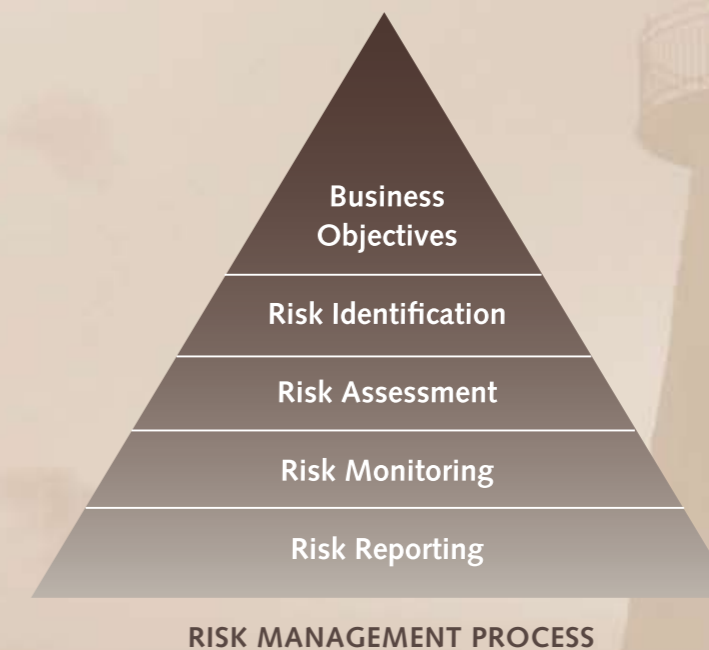 Business
Objectives
Risk Identification
Risk Assessment
Risk Monitoring
Risk Reporting
RISK MANAGEMENT PROCESS